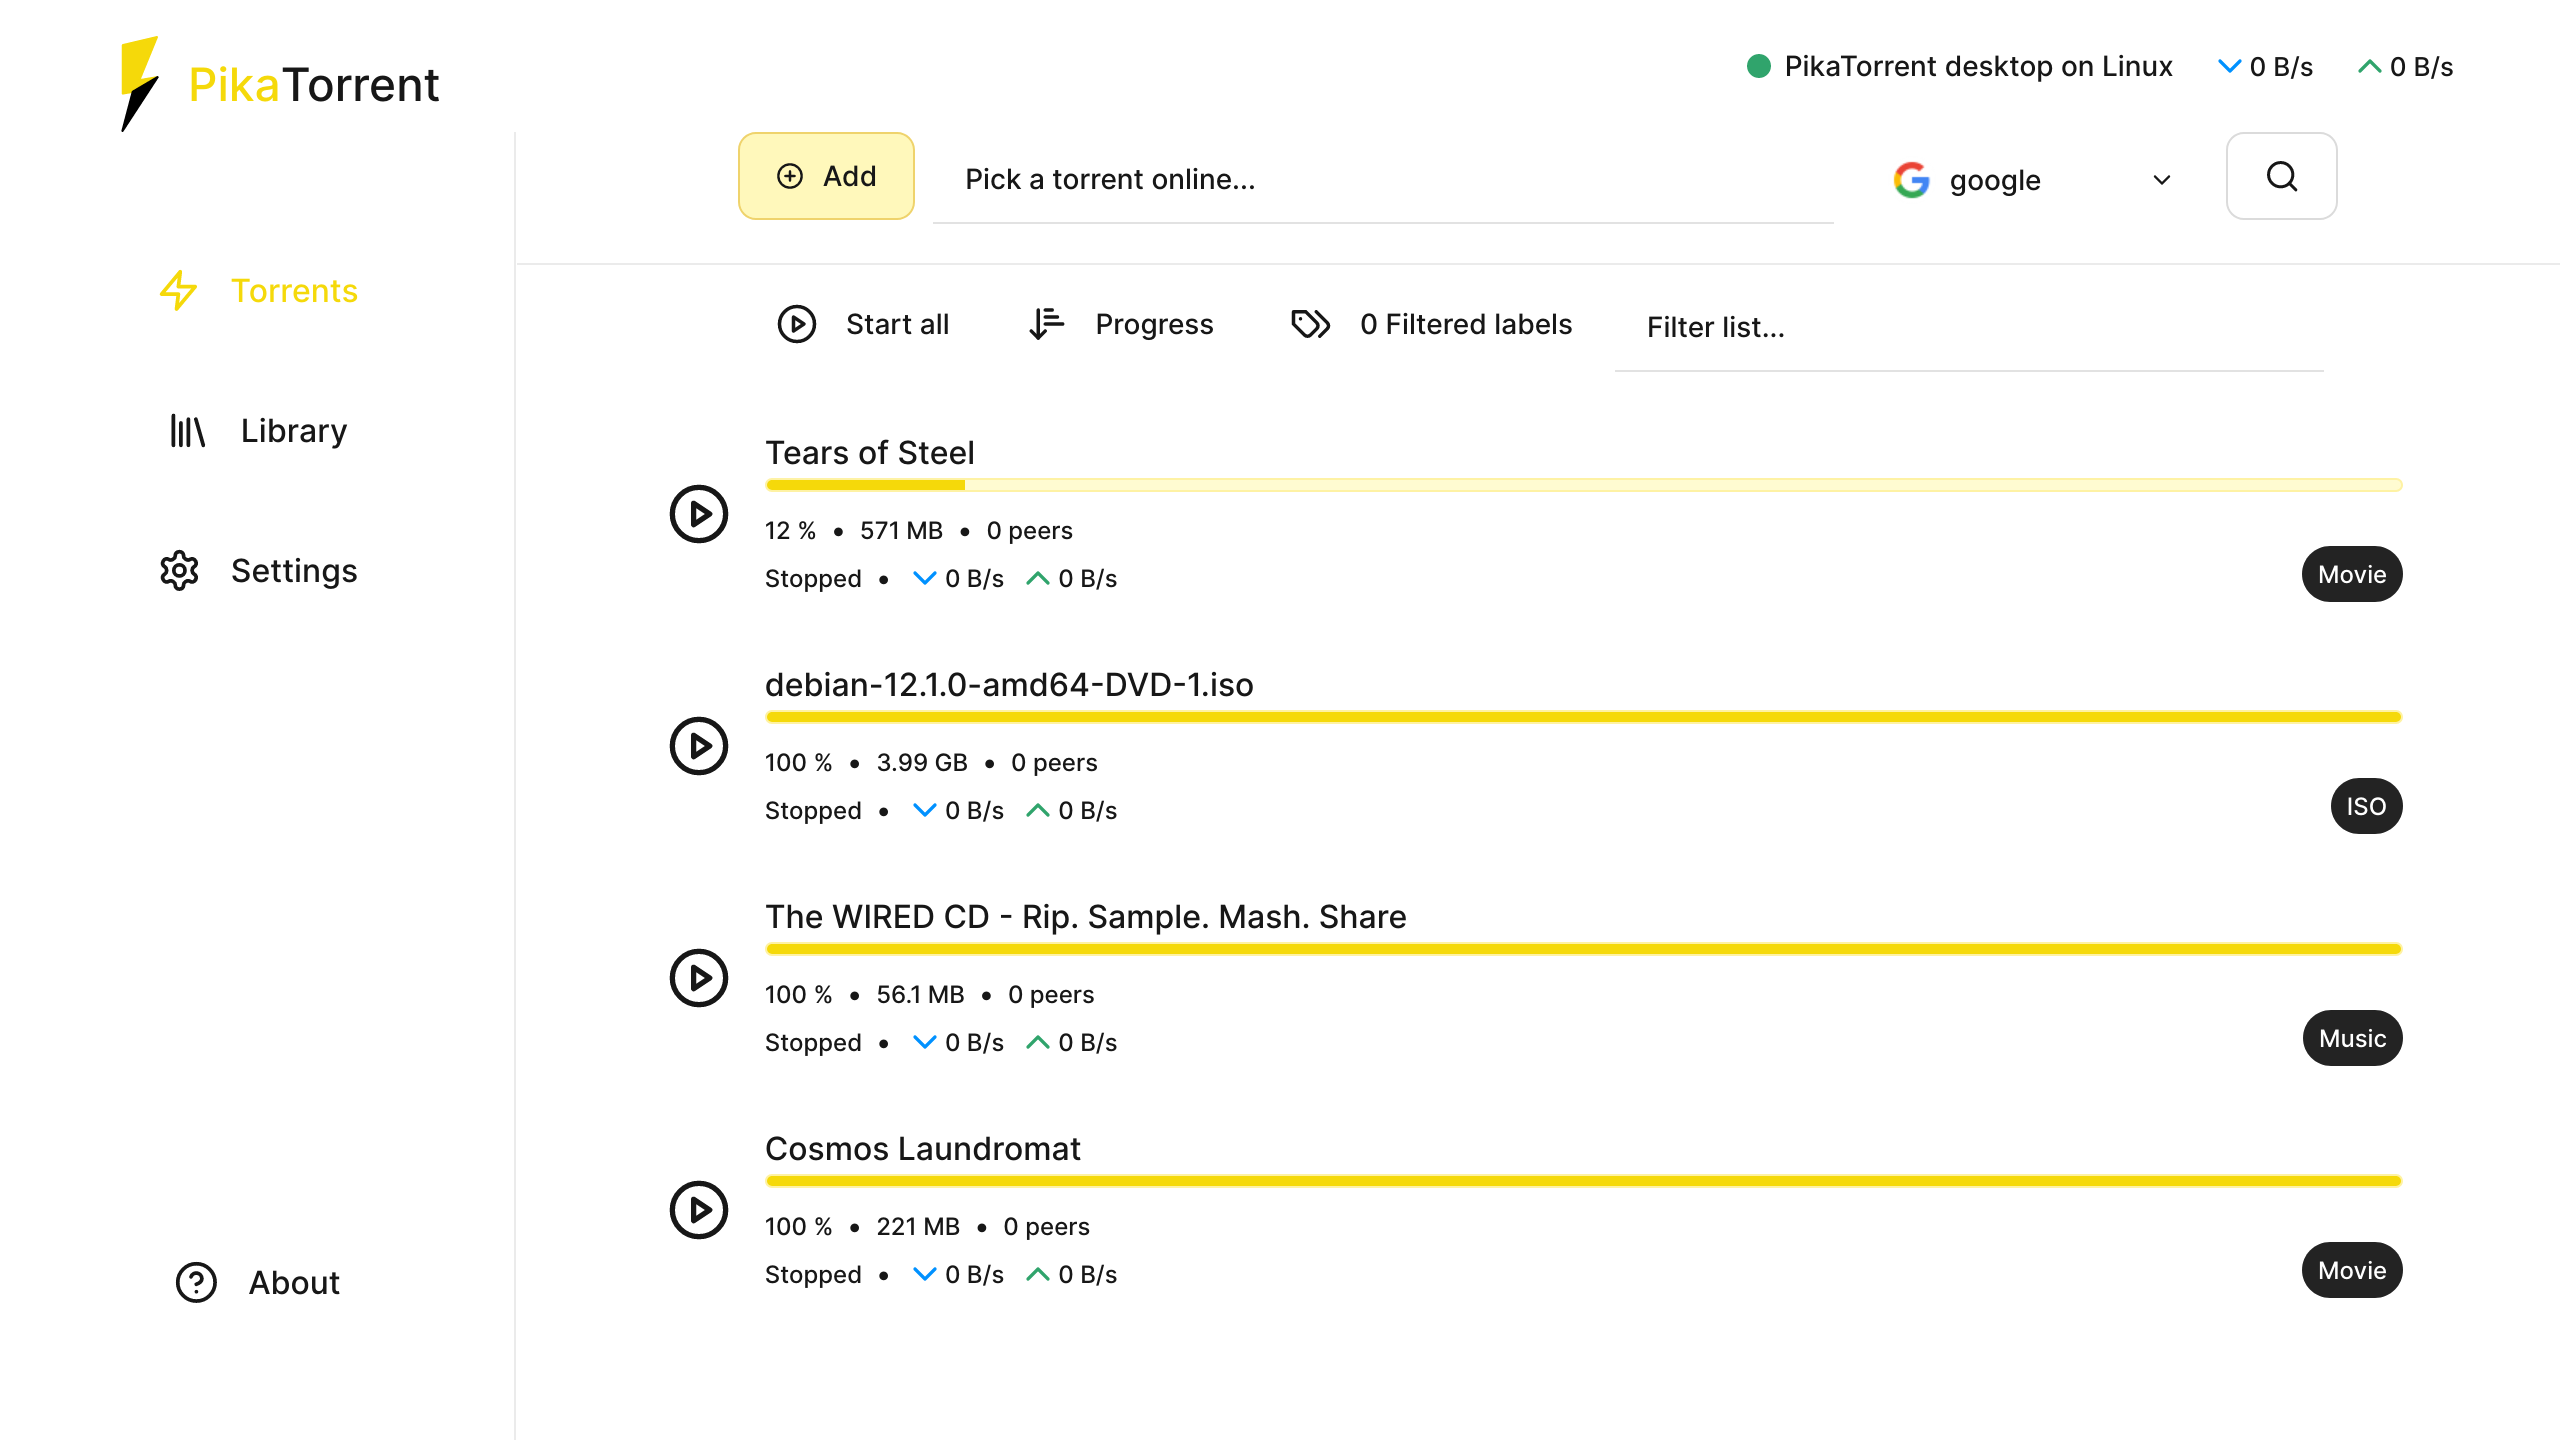 PikaTorrent
PikaTorrent desktop on Linux 0 B/s 0 B/s
Add Pick a torrent online... google
Torrents
Library
Settings
About
Start all Progress 0 Filtered labels Filter list...
Tears of Steel
12 % • 571 MB • 0 peers
Stopped • 0 B/s 0 B/s
Movie
debian-12.1.0-amd64-DVD-1.iso
100 % • 3.99 GB • 0 peers
Stopped • 0 B/s 0 B/s
ISO
The WIRED CD - Rip. Sample. Mash. Share
100 % • 56.1 MB • 0 peers
Stopped • 0 B/s 0 B/s
Music
Cosmos Laundromat
100 % • 221 MB • 0 peers
Stopped • 0 B/s 0 B/s
Movie